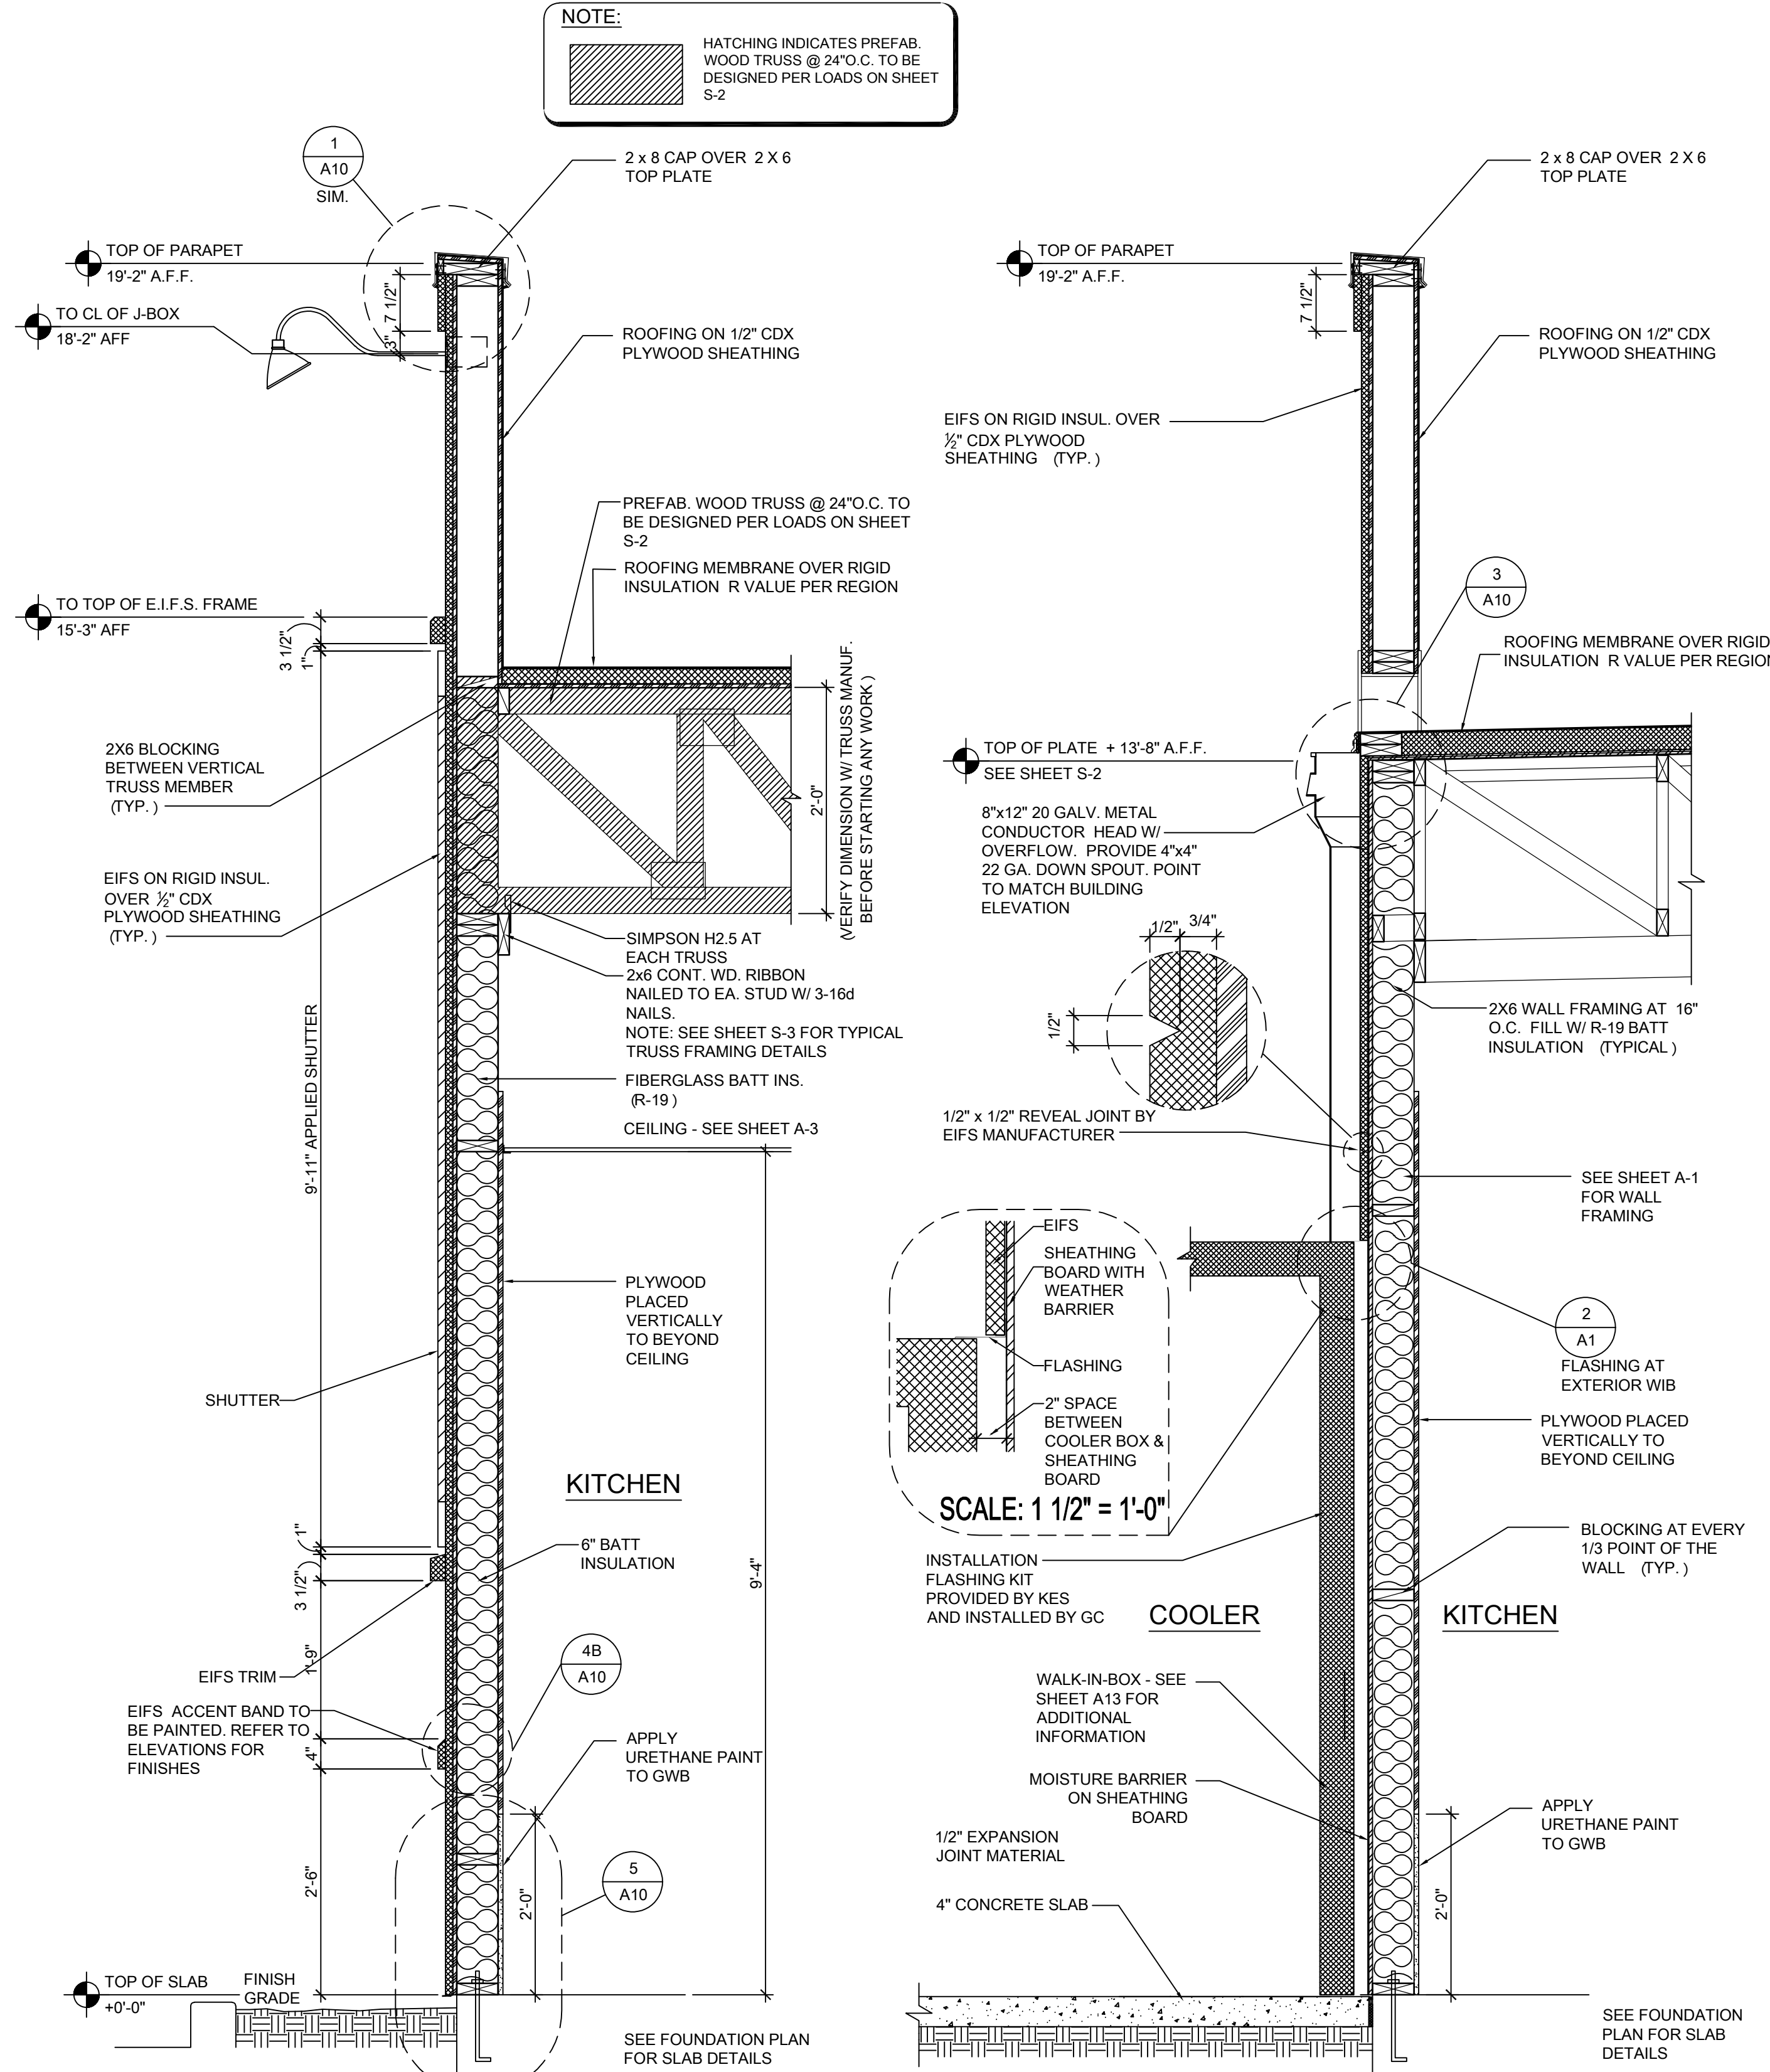 NOTE:
HATCHING INDICATES PREFAB.
WOOD TRUSS @ 24"O.C. TO BE
DESIGNED PER LOADS ON SHEET
S-2
1
A10
SIM.
2 x 8 CAP OVER 2 X 6
TOP PLATE
TOP OF PARAPET
19'-2" A.F.F.
7 1/2"
3"
TO CL OF J-BOX
18'-2" AFF
ROOFING ON 1/2" CDX
PLYWOOD SHEATHING
PREFAB. WOOD TRUSS @ 24"O.C. TO
BE DESIGNED PER LOADS ON SHEET
S-2
ROOFING MEMBRANE OVER RIGID
INSULATION R VALUE PER REGION
TO TOP OF E.I.F.S. FRAME
15'-3" AFF
3 1/2"
1"
2X6 BLOCKING
BETWEEN VERTICAL
TRUSS MEMBER
(TYP. )
2'-0"
(VERIFY DIMENSION W/ TRUSS MANUF.
BEFORE STARTING ANY WORK )
EIFS ON RIGID INSUL.
OVER ½" CDX
PLYWOOD SHEATHING
(TYP. )
SIMPSON H2.5 AT
EACH TRUSS
2x6 CONT. WD. RIBBON
NAILED TO EA. STUD W/ 3-16d
NAILS.
NOTE: SEE SHEET S-3 FOR TYPICAL
TRUSS FRAMING DETAILS
FIBERGLASS BATT INS.
(R-19 )
CEILING - SEE SHEET A-3
9'-11" APPLIED SHUTTER
PLYWOOD
PLACED
VERTICALLY
TO BEYOND
CEILING
SHUTTER
KITCHEN
6" BATT
INSULATION
9'-4"
1"
3 1/2"
1'-9"
EIFS TRIM
4B
A10
EIFS ACCENT BAND TO
BE PAINTED. REFER TO
ELEVATIONS FOR
FINISHES
4"
APPLY
URETHANE PAINT
TO GWB
2'-6"
5
A10
2'-0"
TOP OF SLAB
+0'-0"
FINISH
GRADE
SEE FOUNDATION PLAN
FOR SLAB DETAILS
2 x 8 CAP OVER 2 X 6
TOP PLATE
TOP OF PARAPET
19'-2" A.F.F.
7 1/2"
ROOFING ON 1/2" CDX
PLYWOOD SHEATHING
EIFS ON RIGID INSUL. OVER
½" CDX PLYWOOD
SHEATHING (TYP. )
3
A10
ROOFING MEMBRANE OVER RIGID
INSULATION R VALUE PER REGION
TOP OF PLATE + 13'-8" A.F.F.
SEE SHEET S-2
8"x12" 20 GALV. METAL
CONDUCTOR HEAD W/
OVERFLOW. PROVIDE 4"x4"
22 GA. DOWN SPOUT. POINT
TO MATCH BUILDING
ELEVATION
1/2"
3/4"
1/2"
2X6 WALL FRAMING AT 16"
O.C. FILL W/ R-19 BATT
INSULATION (TYPICAL )
1/2" x 1/2" REVEAL JOINT BY
EIFS MANUFACTURER
SEE SHEET A-1
FOR WALL
FRAMING
EIFS
SHEATHING
BOARD WITH
WEATHER
BARRIER
FLASHING
2" SPACE
BETWEEN
COOLER BOX &
SHEATHING
BOARD
SCALE: 1 1/2" = 1'-0"
2
A1
FLASHING AT
EXTERIOR WIB
PLYWOOD PLACED
VERTICALLY TO
BEYOND CEILING
BLOCKING AT EVERY
1/3 POINT OF THE
WALL (TYP. )
INSTALLATION
FLASHING KIT
PROVIDED BY KES
AND INSTALLED BY GC
COOLER
KITCHEN
WALK-IN-BOX - SEE
SHEET A13 FOR
ADDITIONAL
INFORMATION
MOISTURE BARRIER
ON SHEATHING
BOARD
1/2" EXPANSION
JOINT MATERIAL
4" CONCRETE SLAB
APPLY
URETHANE PAINT
TO GWB
2'-0"
SEE FOUNDATION
PLAN FOR SLAB
DETAILS